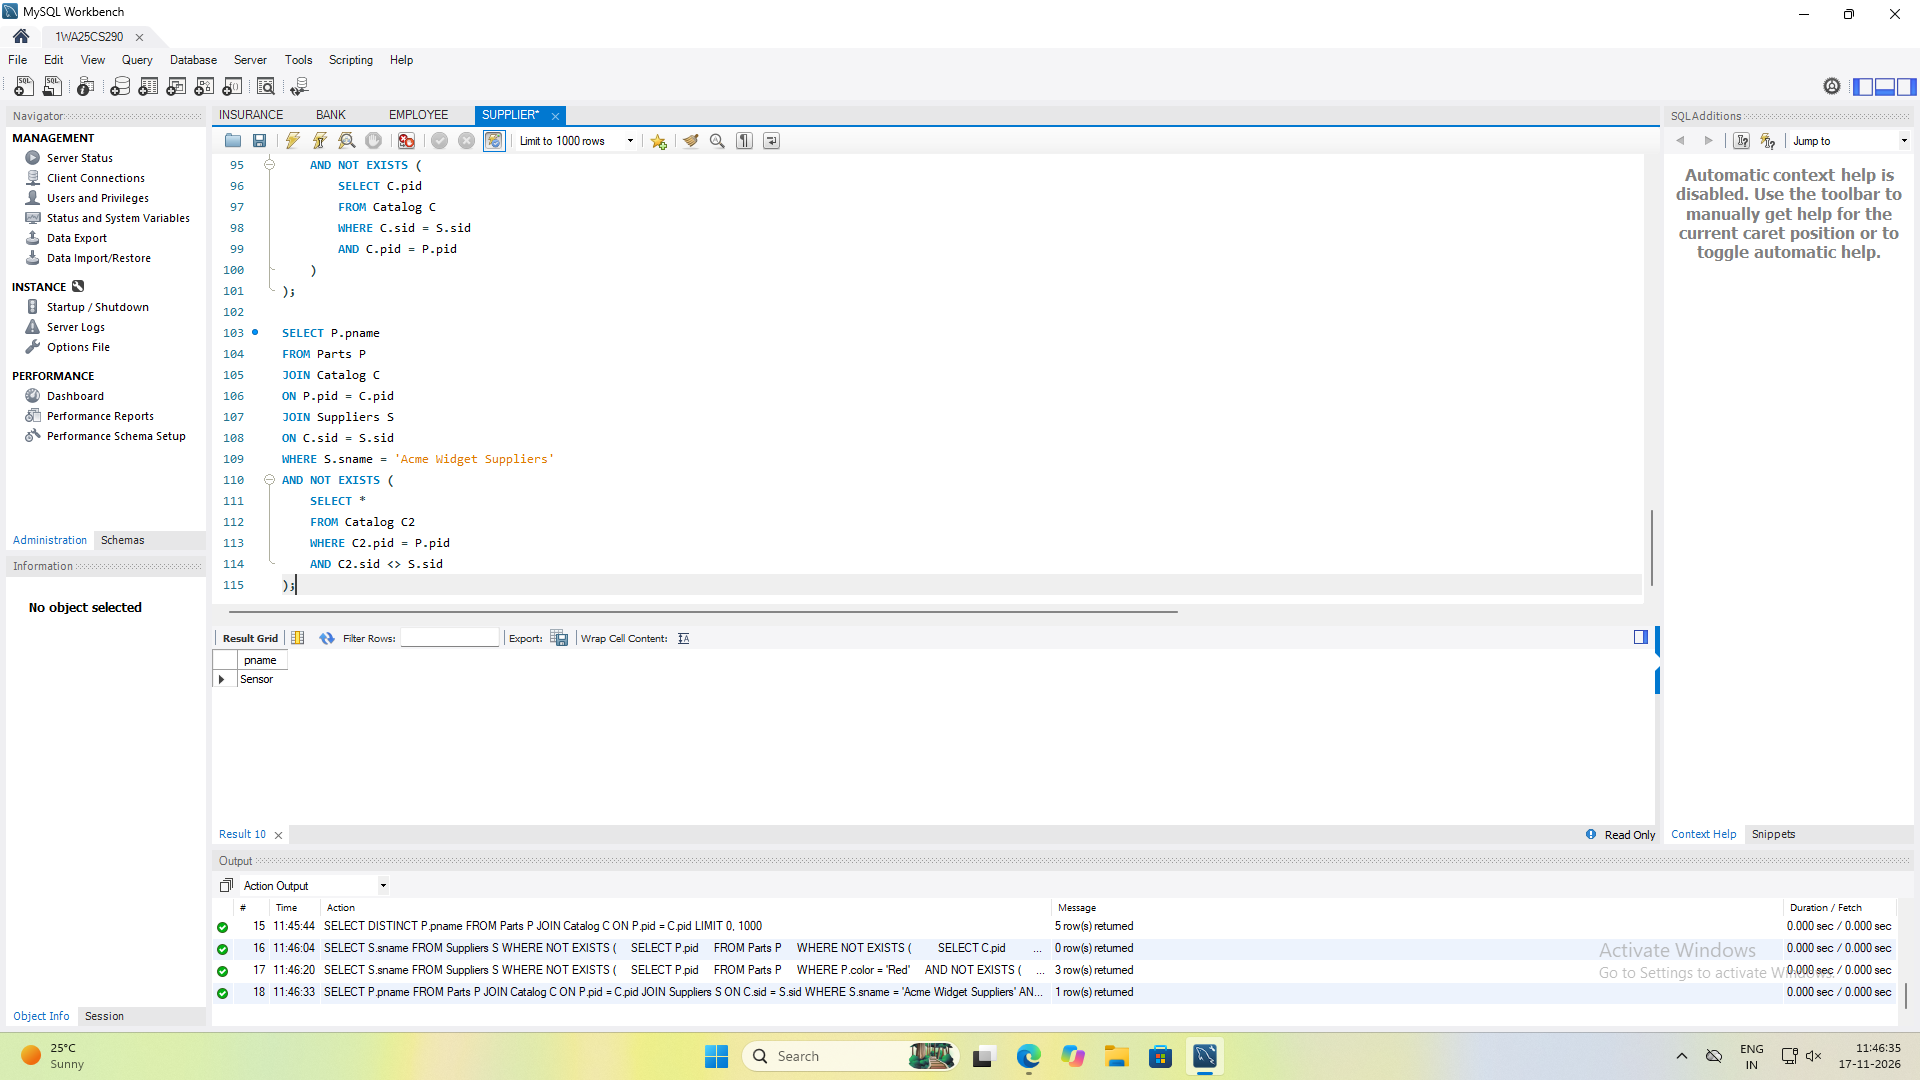 MySQL Workbench
1WA25CS290
File Edit View Query Database Server Tools Scripting Help
Navigator
MANAGEMENT
Server Status
Client Connections
Users and Privileges
Status and System Variables
Data Export
Data Import/Restore
INSTANCE
Startup / Shutdown
Server Logs
Options File
PERFORMANCE
Dashboard
Performance Reports
Performance Schema Setup
Administration Schemas
Information
No object selected
Object Info Session
INSURANCE BANK EMPLOYEE SUPPLIER*
Limit to 1000 rows
95 AND NOT EXISTS (
96 SELECT C.pid
97 FROM Catalog C
98 WHERE C.sid = S.sid
99 AND C.pid = P.pid
100 )
101 );
102
103 SELECT P.pname
104 FROM Parts P
105 JOIN Catalog C
106 ON P.pid = C.pid
107 JOIN Suppliers S
108 ON C.sid = S.sid
109 WHERE S.sname = 'Acme Widget Suppliers'
110 AND NOT EXISTS (
111 SELECT *
112 FROM Catalog C2
113 WHERE C2.pid = P.pid
114 AND C2.sid <> S.sid
115 );
Result Grid Filter Rows: Export: Wrap Cell Content:
pname
Sensor
Result 10 Read Only
SQLAdditions
Jump to
Automatic context help is
disabled. Use the toolbar to
manually get help for the
current caret position or to
toggle automatic help.
Context Help Snippets
Output
Action Output
# Time Action Message Duration / Fetch
15 11:45:44 SELECT DISTINCT P.pname FROM Parts P JOIN Catalog C ON P.pid = C.pid LIMIT 0, 1000 5 row(s) returned 0.000 sec / 0.000 sec
16 11:46:04 SELECT S.sname FROM Suppliers S WHERE NOT EXISTS ( SELECT P.pid FROM Parts P WHERE NOT EXISTS ( SELECT C.pid ... 0 row(s) returned 0.000 sec / 0.000 sec
17 11:46:20 SELECT S.sname FROM Suppliers S WHERE NOT EXISTS ( SELECT P.pid FROM Parts P WHERE P.color = 'Red' AND NOT EXISTS ( ... 3 row(s) returned 0.000 sec / 0.000 sec
18 11:46:33 SELECT P.pname FROM Parts P JOIN Catalog C ON P.pid = C.pid JOIN Suppliers S ON C.sid = S.sid WHERE S.sname = 'Acme Widget Suppliers' AN... 1 row(s) returned 0.000 sec / 0.000 sec
Activate Windows
Go to Settings to activate Windows.
25°C
Sunny
Search
ENG
IN
11:46:35
17-11-2026